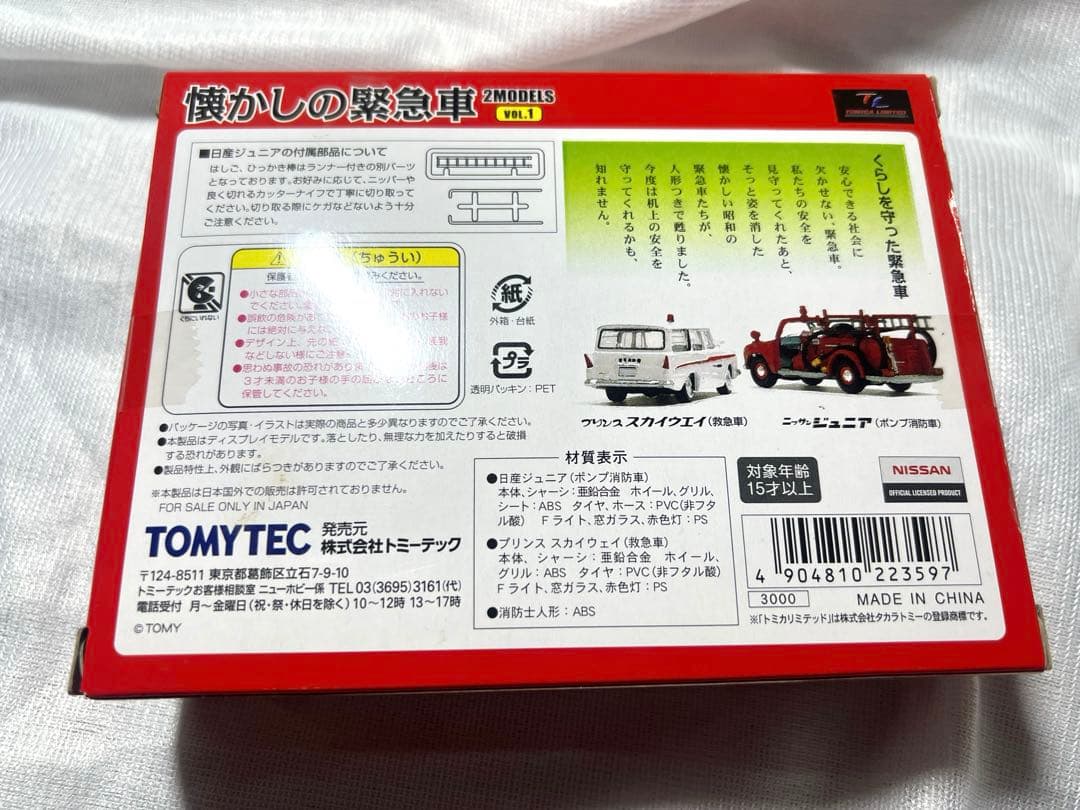 懐かしの緊急車 2MODELS
VOL.1
TL
TOMICA LIMITED
■日産ジュニアの付属部品について
はしご、ひっかき棒はランナー付きの別パーツ
となっております。お好みに応じて、ニッパーや
良く切れるカッターナイフで丁寧に切り取って
ください。切り取る際にケガなどないよう十分
ご注意ください。
くらしを守った緊急車
安心できる社会に
欠かせない、緊急車。
私たちの安全を
見守ってくれたあと、
そっと姿を消した
懐かしい昭和の
緊急車たちが、
人形つきで甦りました。
今度は机上の安全を
守ってくれるかも、
知れません。
(ちゅうい)
保護者
ください。
●小さな部品が
に入れない
でください。
●誤飲の危険が
のお子様
には絶対に与えな
●デザイン上、元の
などしない様にご注意
●思わぬ事故の恐れがあり
後は
3才未満のお子様の手の届
ころに
保管してください。
くちにいれない
紙
外箱・台紙
プラ
透明パッキン：PET
プリンス スカイウエイ(救急車)
ニッサン ジュニア(ポンプ消防車)
●パッケージの写真・イラストは実際の商品と多少異なりますのでご了承ください。
●本製品はディスプレイモデルです。落としたり、無理な力を加えたりすると破損
する恐れがあります。
●製品特性上、外観にばらつきがありますのでご了承ください。
※本製品は日本国外での販売は許可されておりません。
FOR SALE ONLY IN JAPAN
TOMYTEC 発売元 株式会社トミーテック
〒124-8511 東京都葛飾区立石7-9-10
トミーテックお客様相談室 ニューホビー係 TEL 03(3695)3161(代)
電話受付 月～金曜日(祝・祭・休日を除く)10～12時 13～17時
©TOMY
材質表示
●日産ジュニア(ポンプ消防車)
本体、シャーシ：亜鉛合金 ホイール、グリル、
シート：ABS タイヤ、ホース：PVC(非フタ
ル酸) Fライト、窓ガラス、赤色灯：PS
●プリンス スカイウェイ(救急車)
本体、シャーシ：亜鉛合金 ホイール、
グリル：ABS タイヤ：PVC(非フタル酸)
Fライト、窓ガラス、赤色灯：PS
●消防士人形：ABS
対象年齢
15才以上
NISSAN
OFFICIAL LICENSED PRODUCT
4 904810 223597
3000 MADE IN CHINA
※「トミカリミテッド」は株式会社タカラトミーの登録商標です。